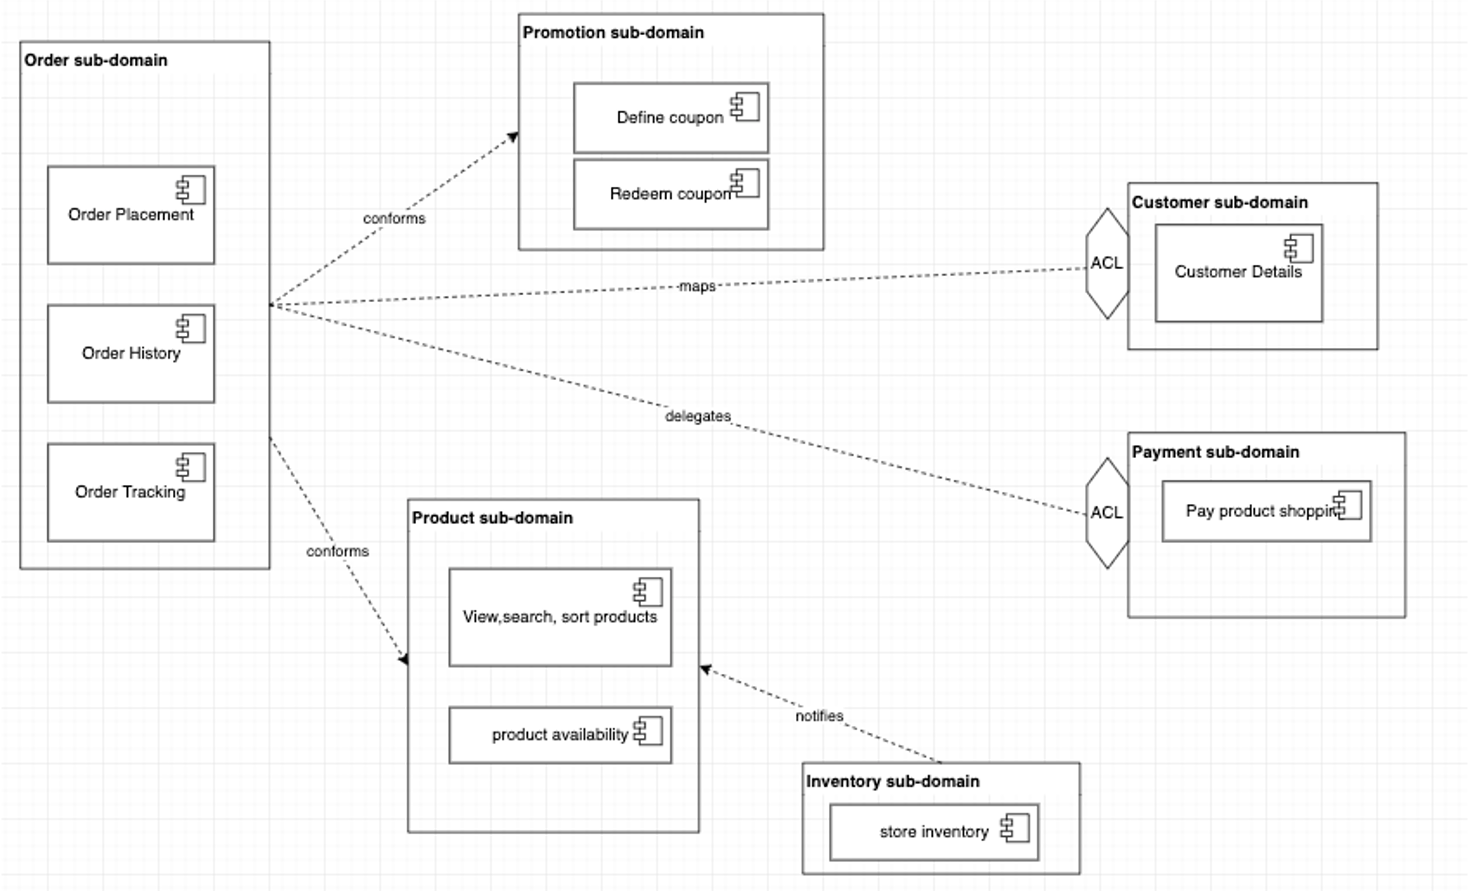 Order sub-domain
Order Placement
Order History
Order Tracking
Promotion sub-domain
Define coupon
Redeem coupon
conforms
maps
delegates
conforms
Customer sub-domain
ACL
Customer Details
Payment sub-domain
ACL
Pay product shoppin
Product sub-domain
View,search, sort products
product availability
notifies
Inventory sub-domain
store inventory